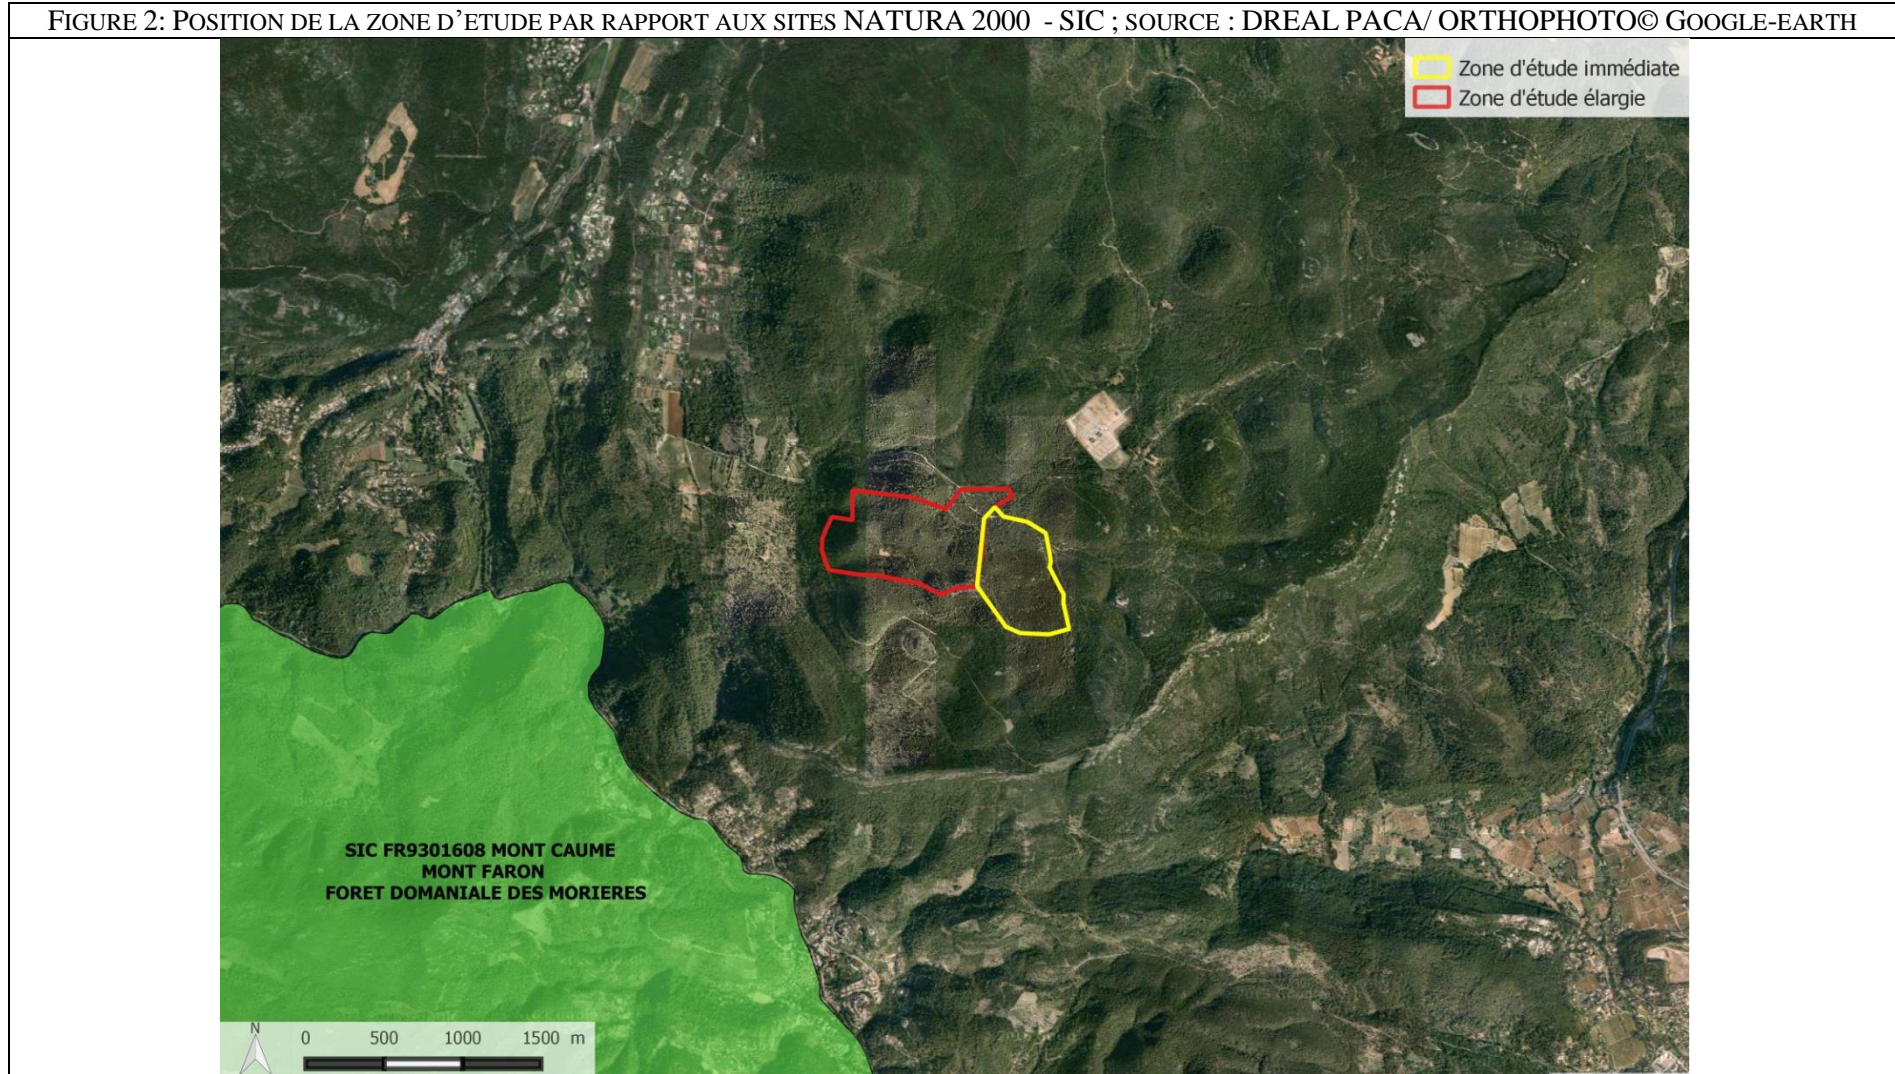 FIGURE 2: POSITION DE LA ZONE D'ETUDE PAR RAPPORT AUX SITES NATURA 2000 - SIC ; SOURCE : DREAL PACA/ ORTHOPHOTO© GOOGLE-EARTH
Zone d'étude immédiate
Zone d'étude élargie
SIC FR9301608 MONT CAUME
MONT FARON
FORET DOMANIALE DES MORIERES
N
0 500 1000 1500 m